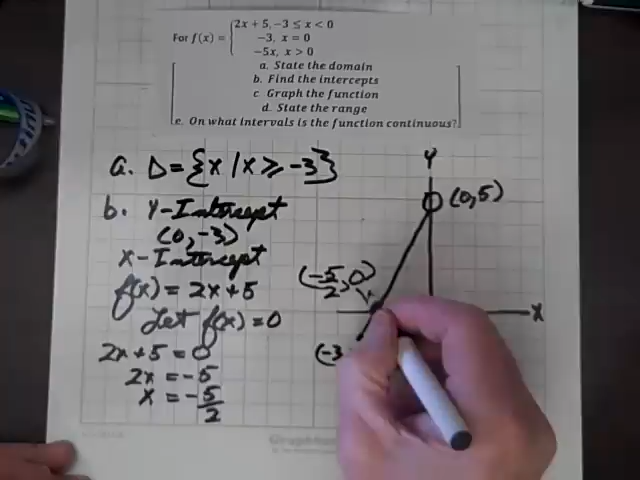 For f(x) = { 2x + 5, −3 ≤ x < 0
−3, x = 0
−5x, x > 0
a. State the domain
b. Find the intercepts
c Graph the function
d. State the range
e. On what intervals is the function continuous?
a. D = {x | x ≥ -3}
b. Y-Intercept
(0, -3)
X-Intercept
f(x) = 2x + 5
Let f(x) = 0
2x + 5 = 0
2x = -5
x = -5/2
Y
(0, 5)
(-5/2, 0)
X
(-3